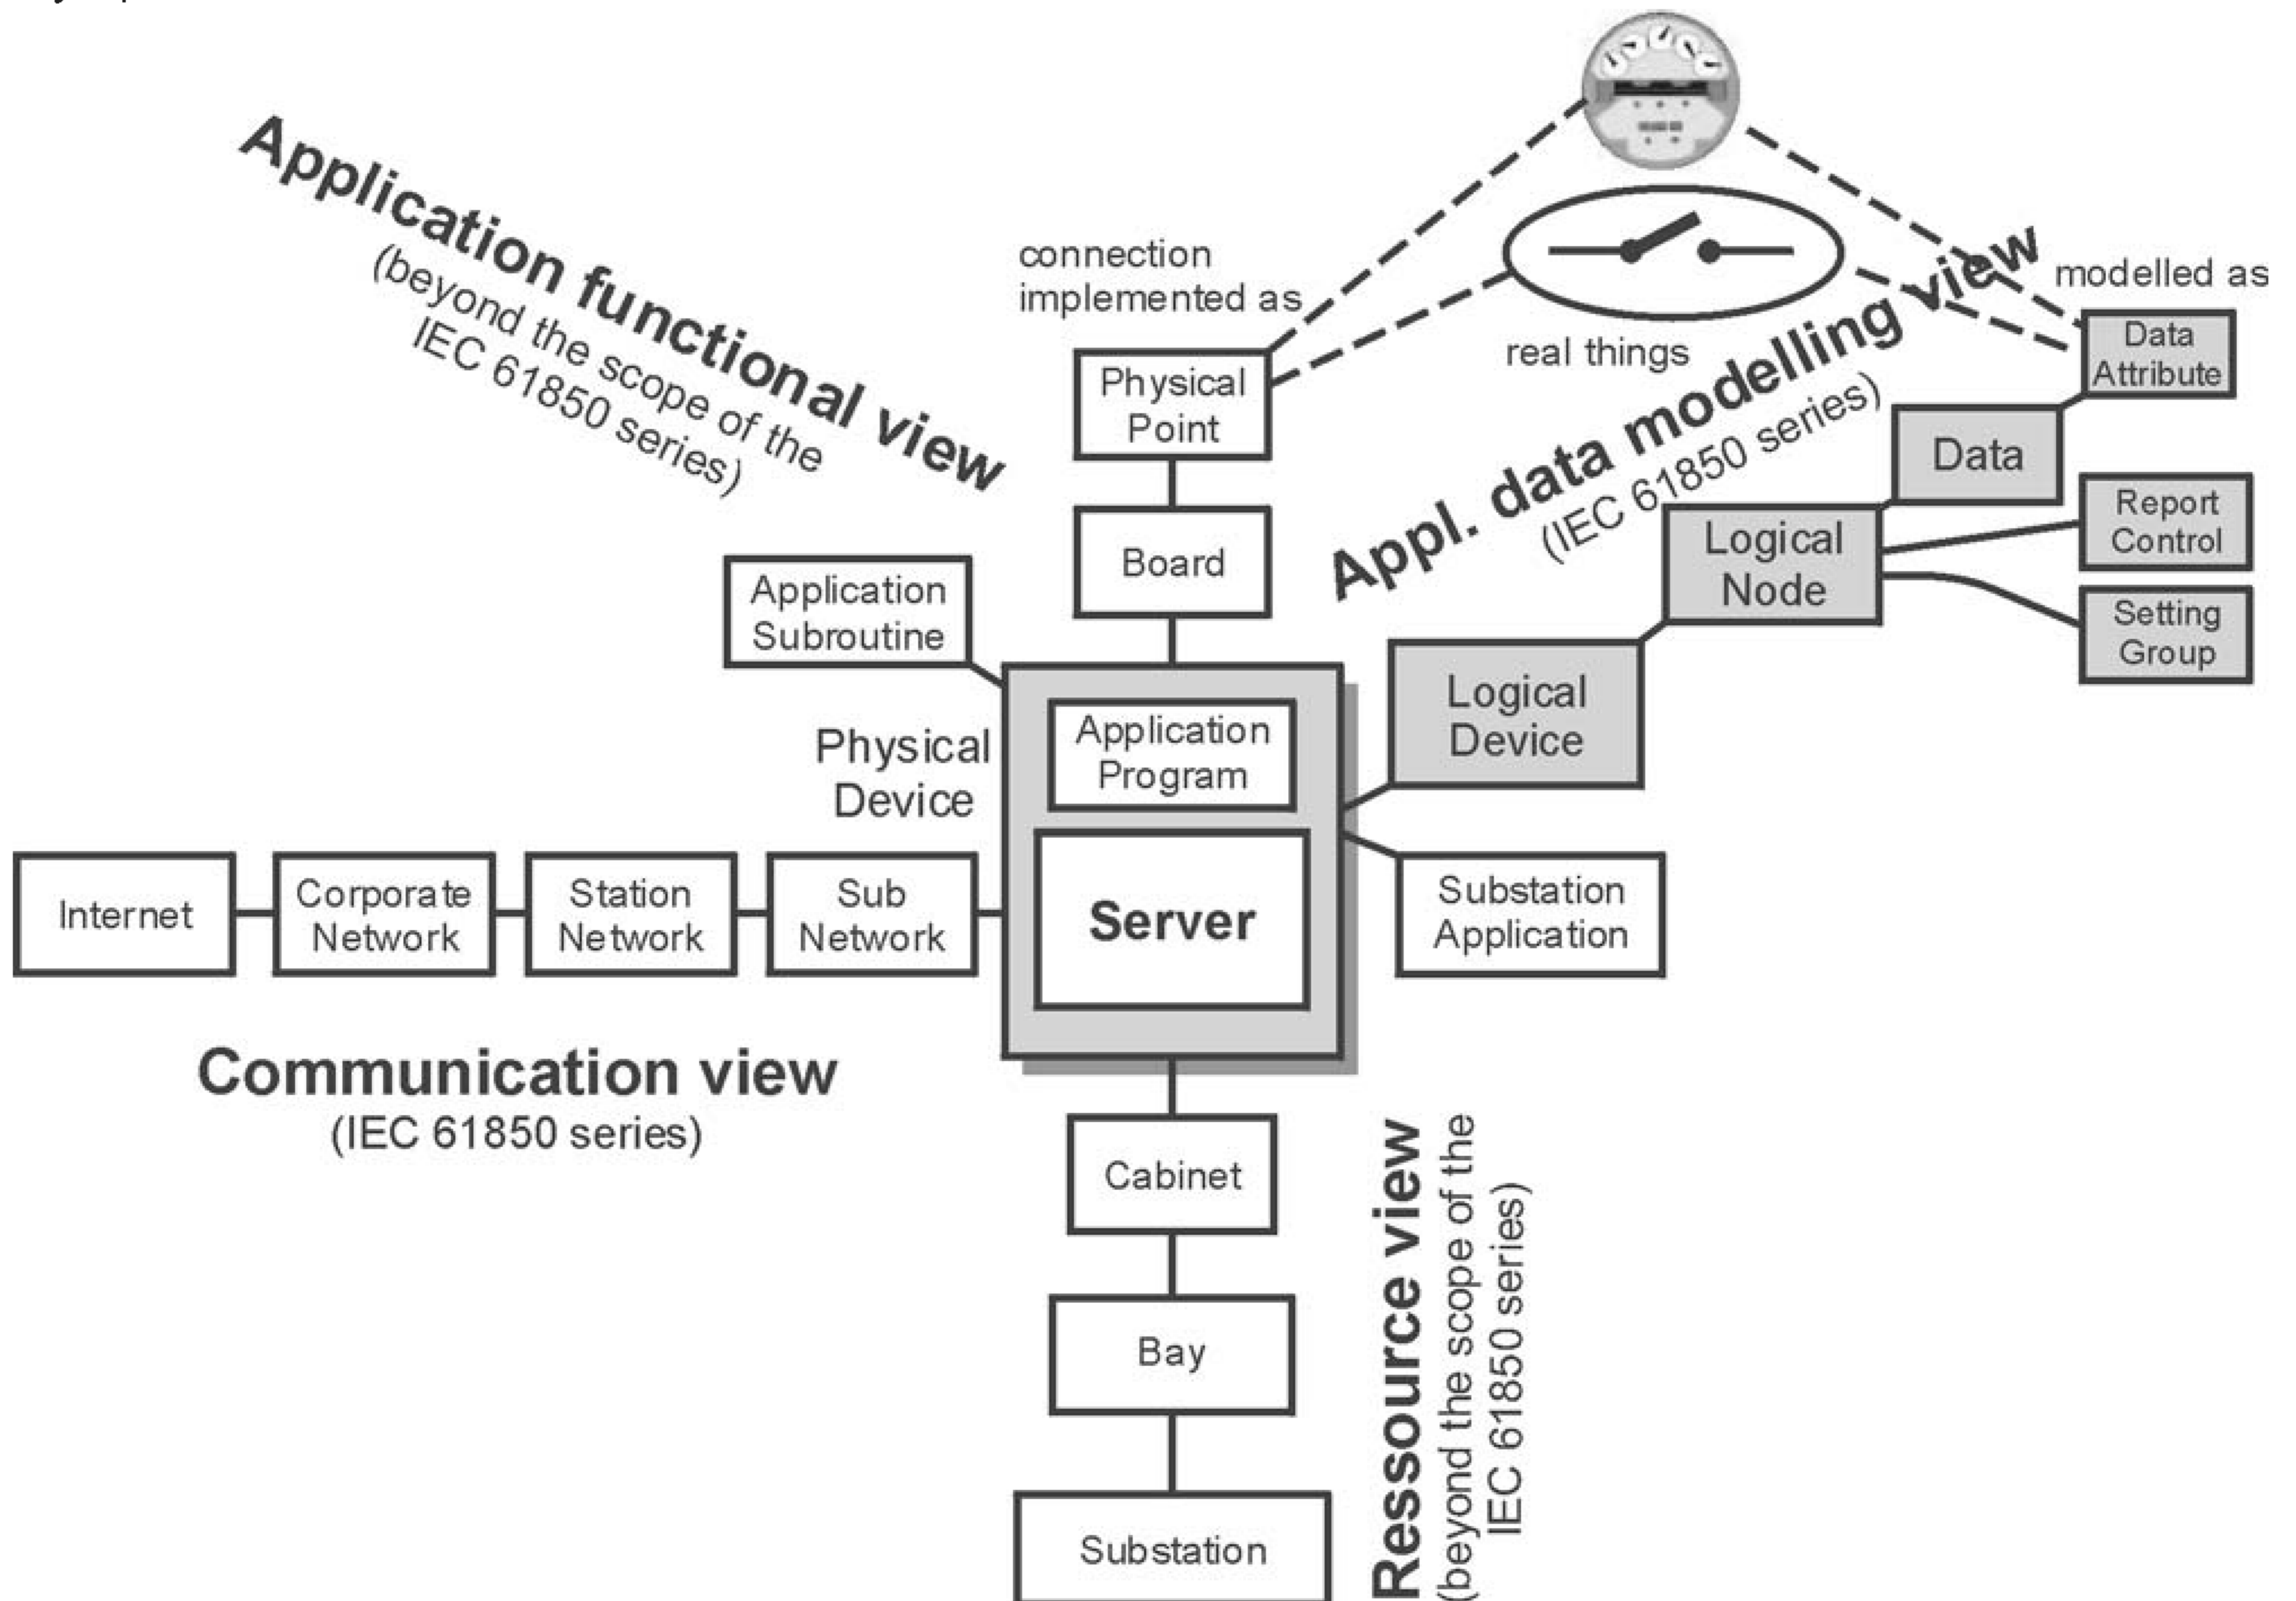 Application functional view
(beyond the scope of the
IEC 61850 series)
connection
implemented as
real things
modelled as
Appl. data modelling view
(IEC 61850 series)
Physical
Point
Data
Attribute
Data
Board
Logical
Node
Report
Control
Setting
Group
Application
Subroutine
Logical
Device
Physical
Device
Application
Program
Server
Internet
Corporate
Network
Station
Network
Sub
Network
Substation
Application
Communication view
(IEC 61850 series)
Cabinet
Bay
Substation
Ressource view
(beyond the scope of the
IEC 61850 series)